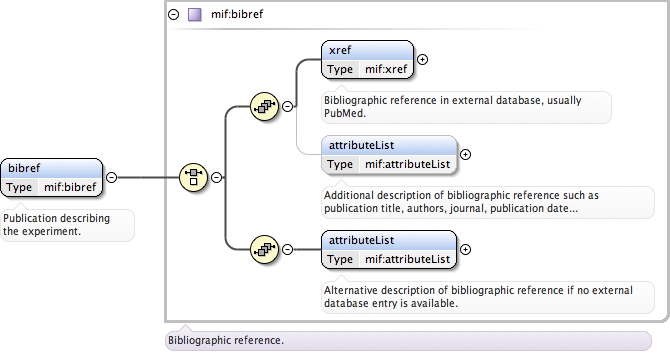 mif:bibref
xref
Type mif:xref
Bibliographic reference in external database, usually
PubMed.
attributeList
Type mif:attributeList
Additional description of bibliographic reference such as
publication title, authors, journal, publication date...
bibref
Type mif:bibref
Publication describing
the experiment.
attributeList
Type mif:attributeList
Alternative description of bibliographic reference if no external
database entry is available.
Bibliographic reference.